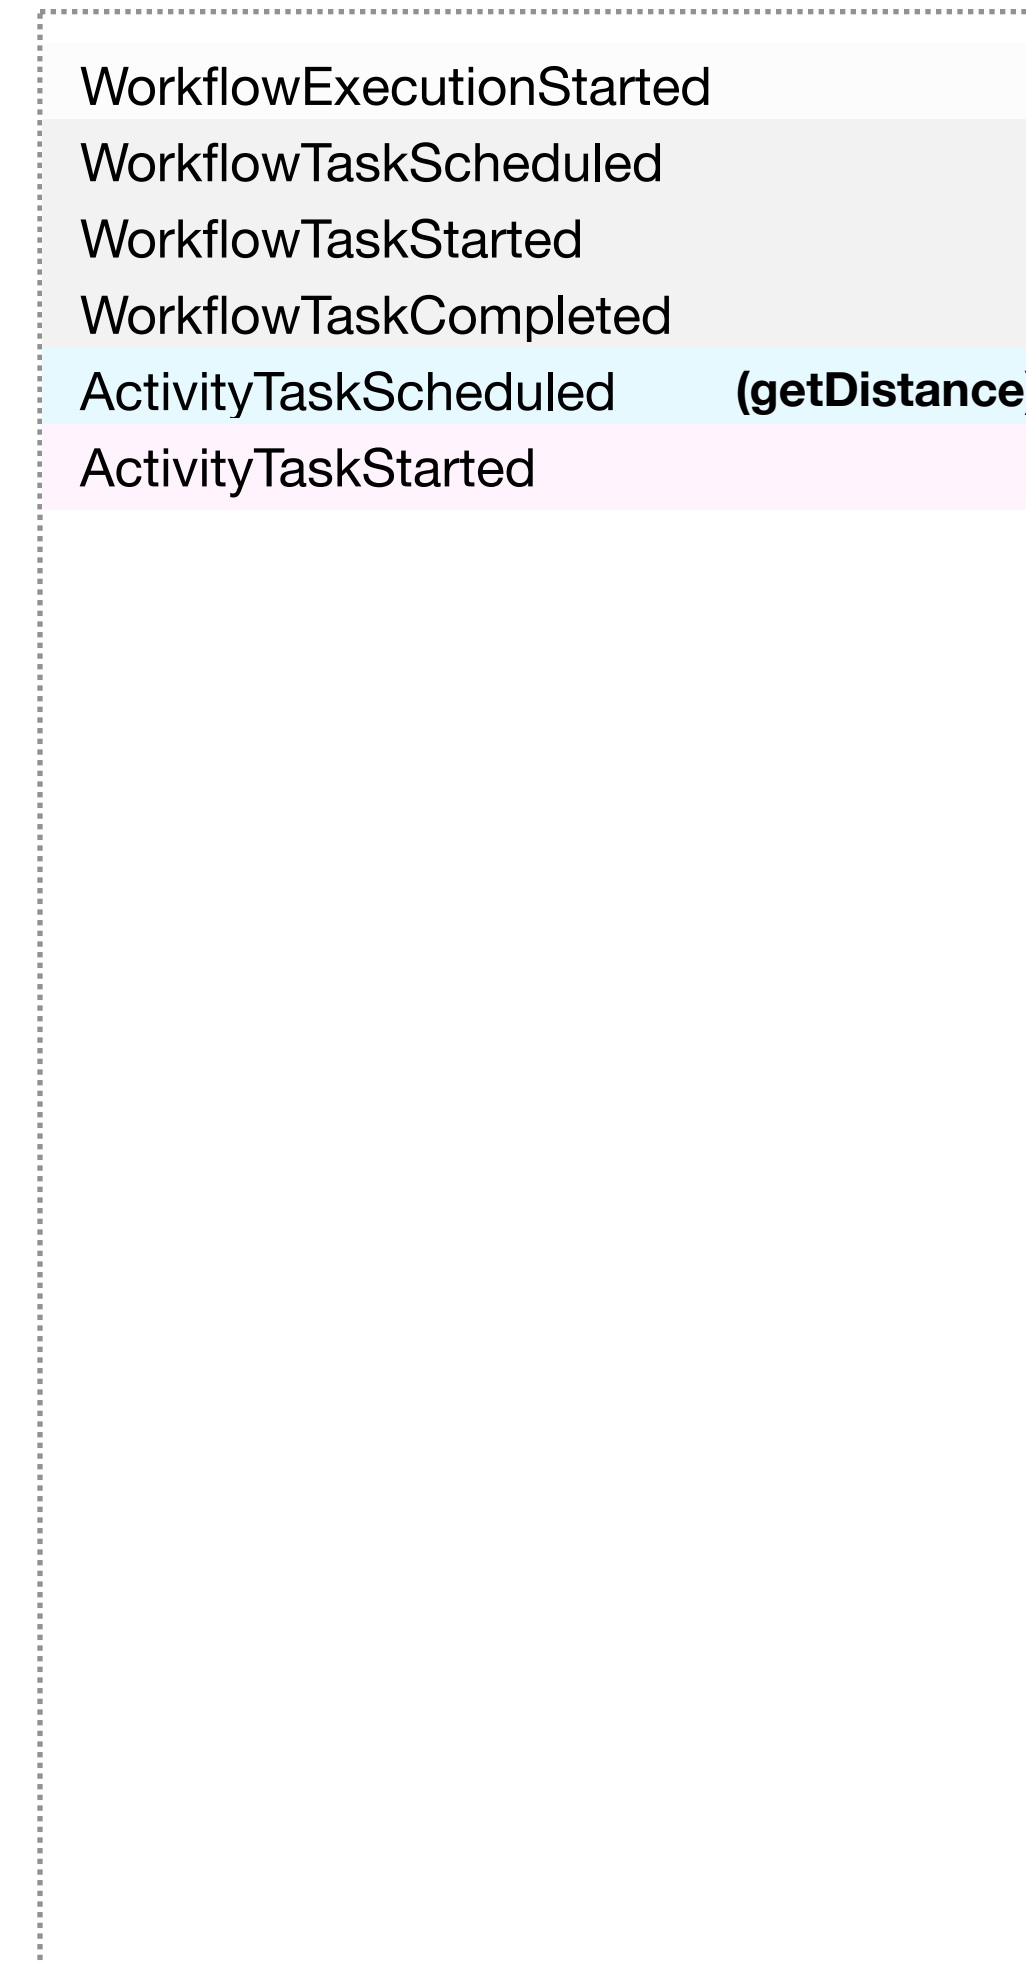 WorkflowExecutionStarted
WorkflowTaskScheduled
WorkflowTaskStarted
WorkflowTaskCompleted
ActivityTaskScheduled (getDistance)
ActivityTaskStarted